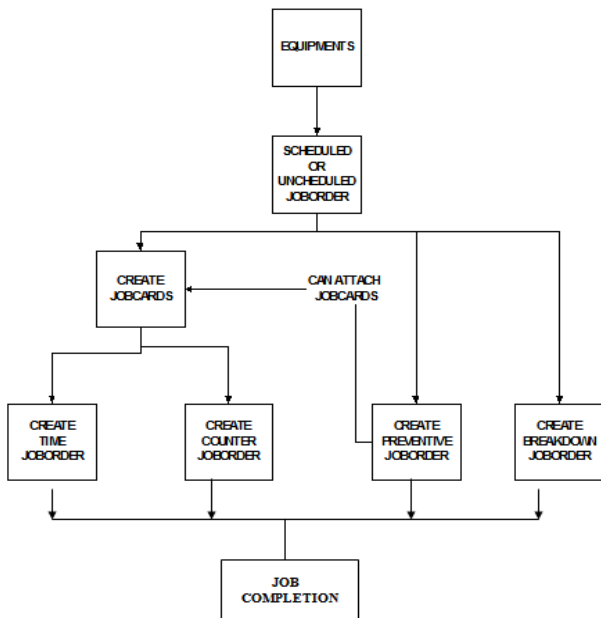 EQUIPMENTS
SCHEDULED
OR
UNCHEDULED
JOBORDER
CREATE
JOBCARDS
CAN ATTACH
JOBCARDS
CREATE
TIME
JOBORDER
CREATE
COUNTER
JOBORDER
CREATE
PREVENTIVE
JOBORDER
CREATE
BREAKDOWN
JOBORDER
JOB
COMPLETION